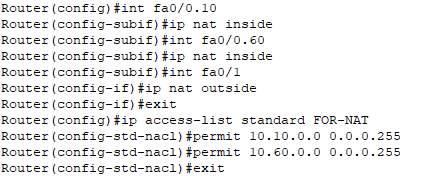 Router(config)#int fa0/0.10
Router(config-subif)#ip nat inside
Router(config-subif)#int fa0/0.60
Router(config-subif)#ip nat inside
Router(config-subif)#int fa0/1
Router(config-if)#ip nat outside
Router(config-if)#exit
Router(config)#ip access-list standard FOR-NAT
Router(config-std-nacl)#permit 10.10.0.0 0.0.0.255
Router(config-std-nacl)#permit 10.60.0.0 0.0.0.255
Router(config-std-nacl)#exit